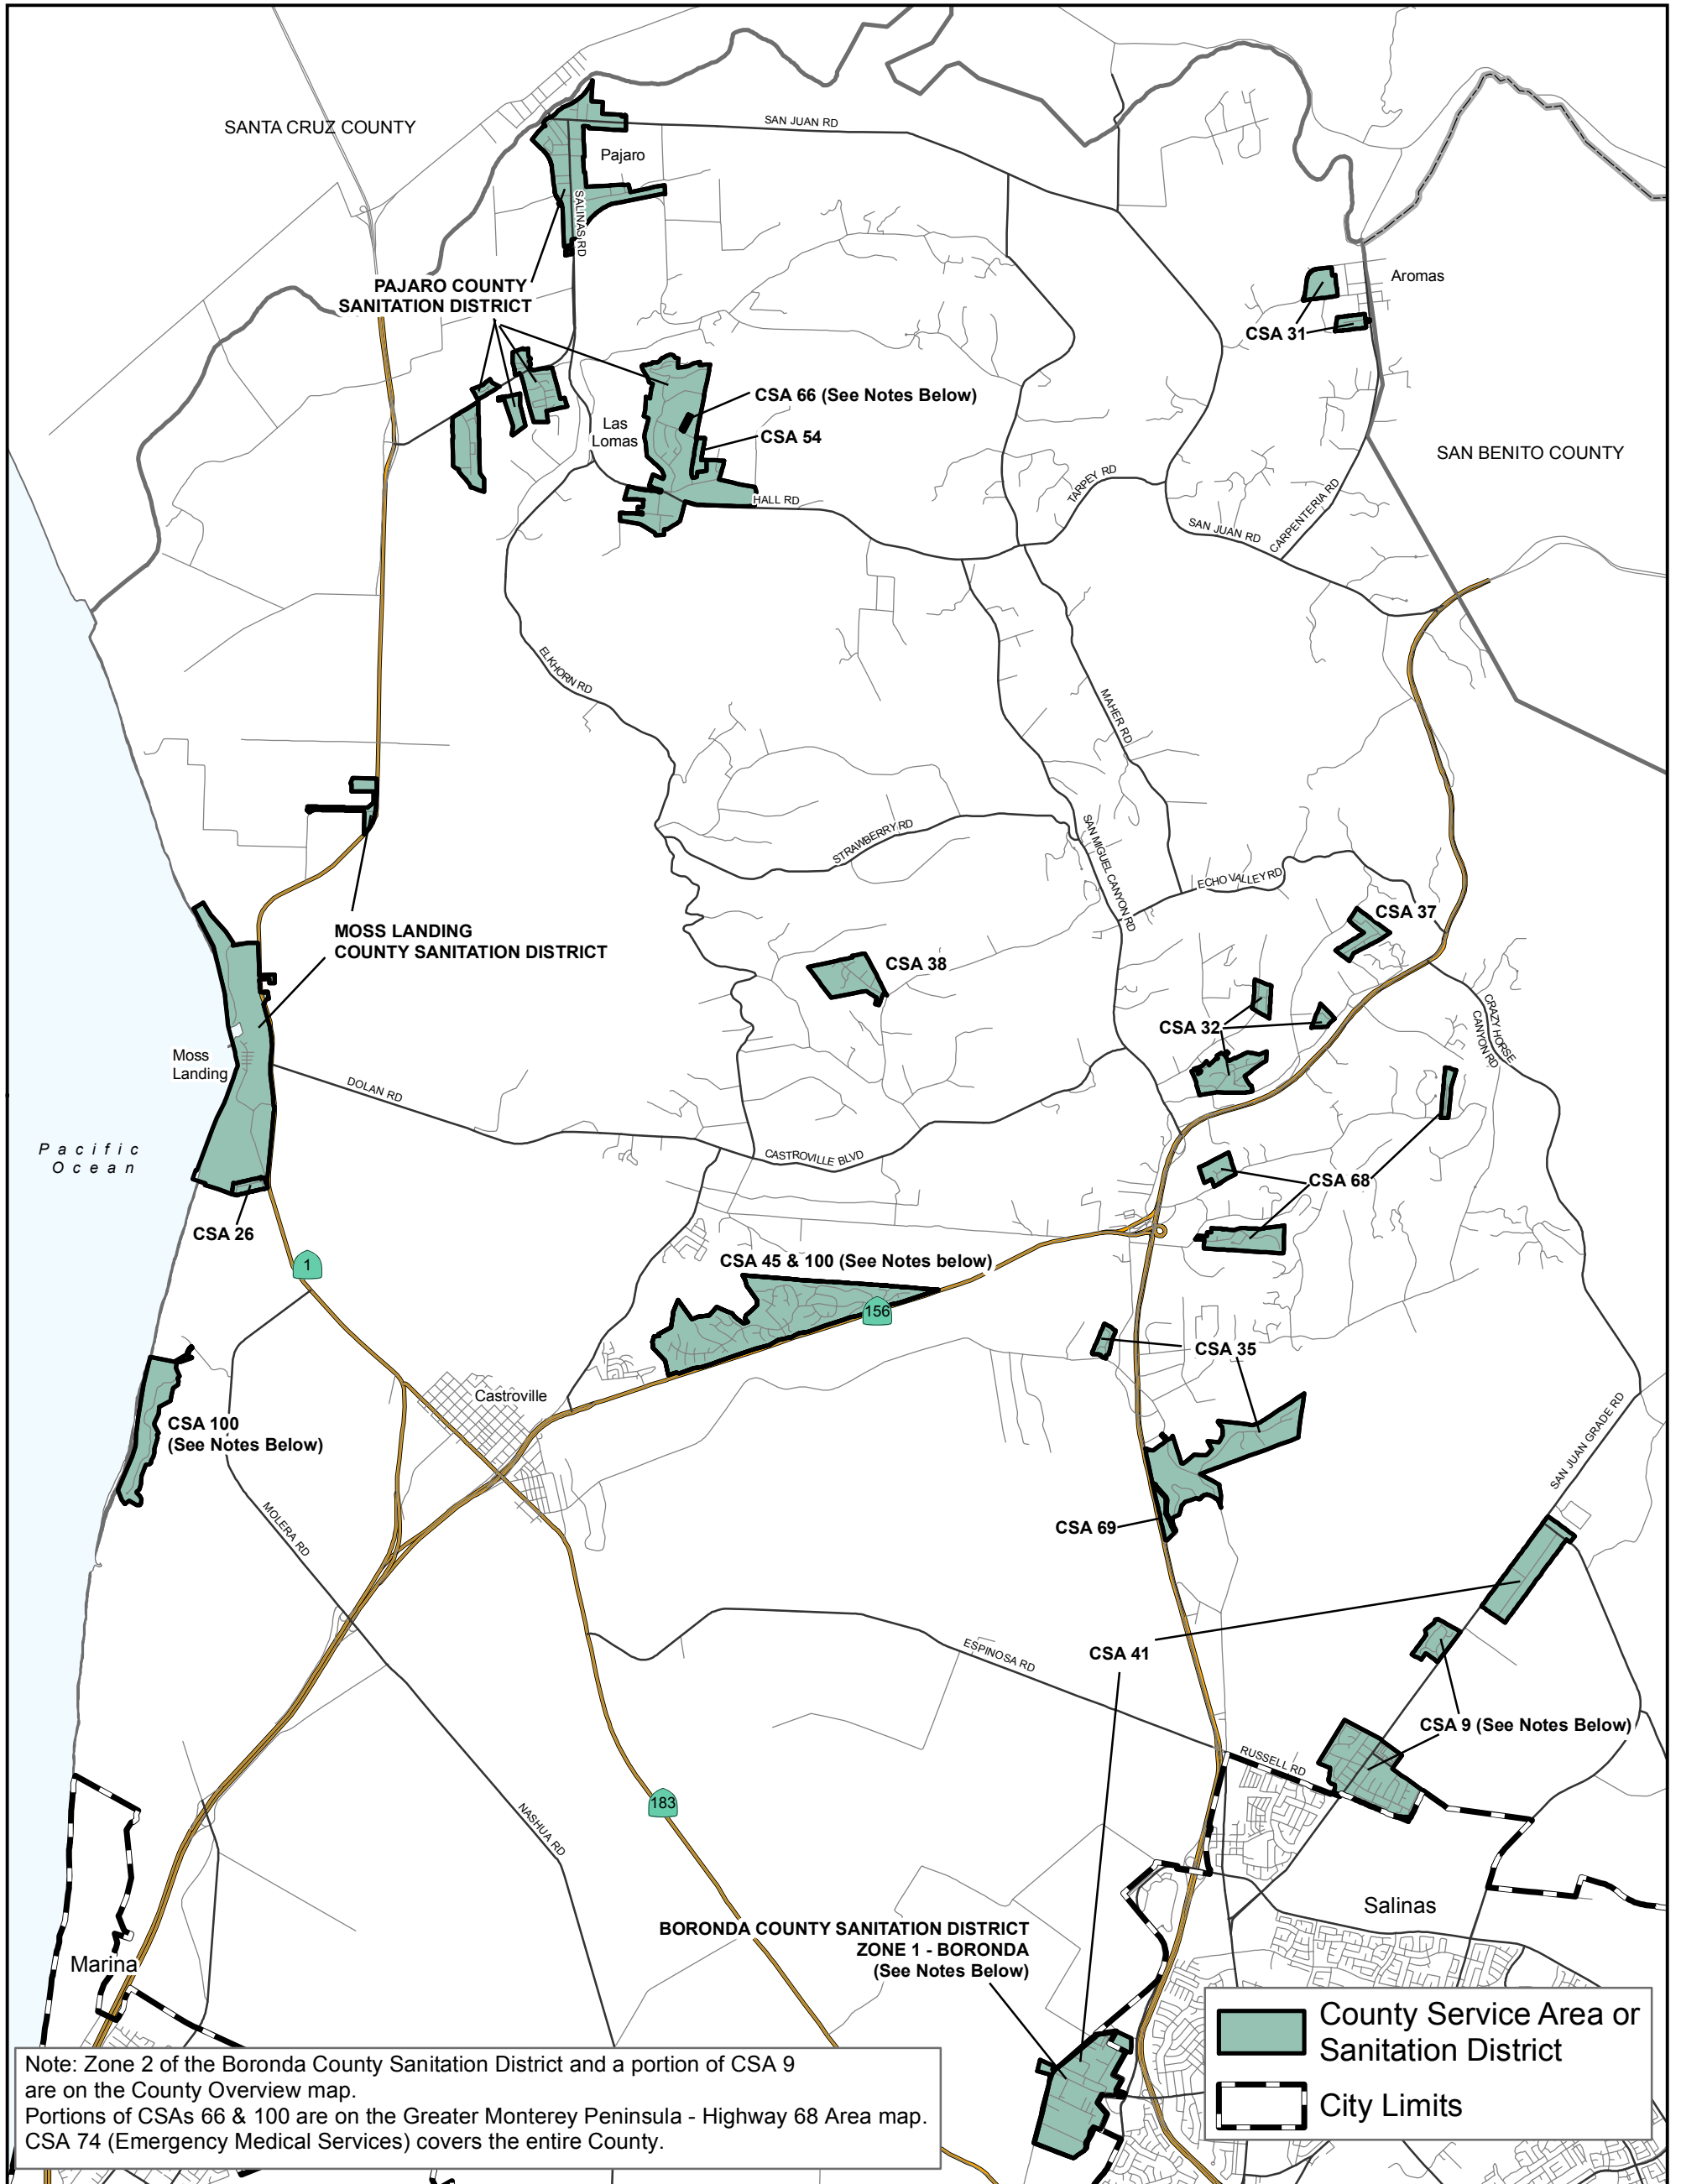 SANTA CRUZ COUNTY
SAN JUAN RD
Pajaro
SALINAS RD
PAJARO COUNTY
SANITATION DISTRICT
Aromas
CSA 31
CSA 66 (See Notes Below)
Las
Lomas
CSA 54
SAN BENITO COUNTY
HALL RD
TARPEY RD
SAN JUAN RD
CARPENTERIA RD
ELKHORN RD
MAHER RD
STRAWBERRY RD
SAN MIGUEL CANYON RD
ECHO VALLEY RD
CSA 37
MOSS LANDING
COUNTY SANITATION DISTRICT
CSA 38
CRAZY HORSE
CANYON RD
CSA 32
Moss
Landing
DOLAN RD
Pacific
Ocean
CASTROVILLE BLVD
CSA 68
CSA 26
CSA 45 & 100 (See Notes below)
1
156
CSA 35
Castroville
CSA 100
(See Notes Below)
SAN JUAN GRADE RD
MOLERA RD
CSA 69
ESPINOSA RD
CSA 41
CSA 9 (See Notes Below)
RUSSELL RD
NASHUA RD
183
Salinas
BORONDA COUNTY SANITATION DISTRICT
ZONE 1 - BORONDA
(See Notes Below)
Marina
County Service Area or
Sanitation District
City Limits
Note: Zone 2 of the Boronda County Sanitation District and a portion of CSA 9
are on the County Overview map.
Portions of CSAs 66 & 100 are on the Greater Monterey Peninsula - Highway 68 Area map.
CSA 74 (Emergency Medical Services) covers the entire County.